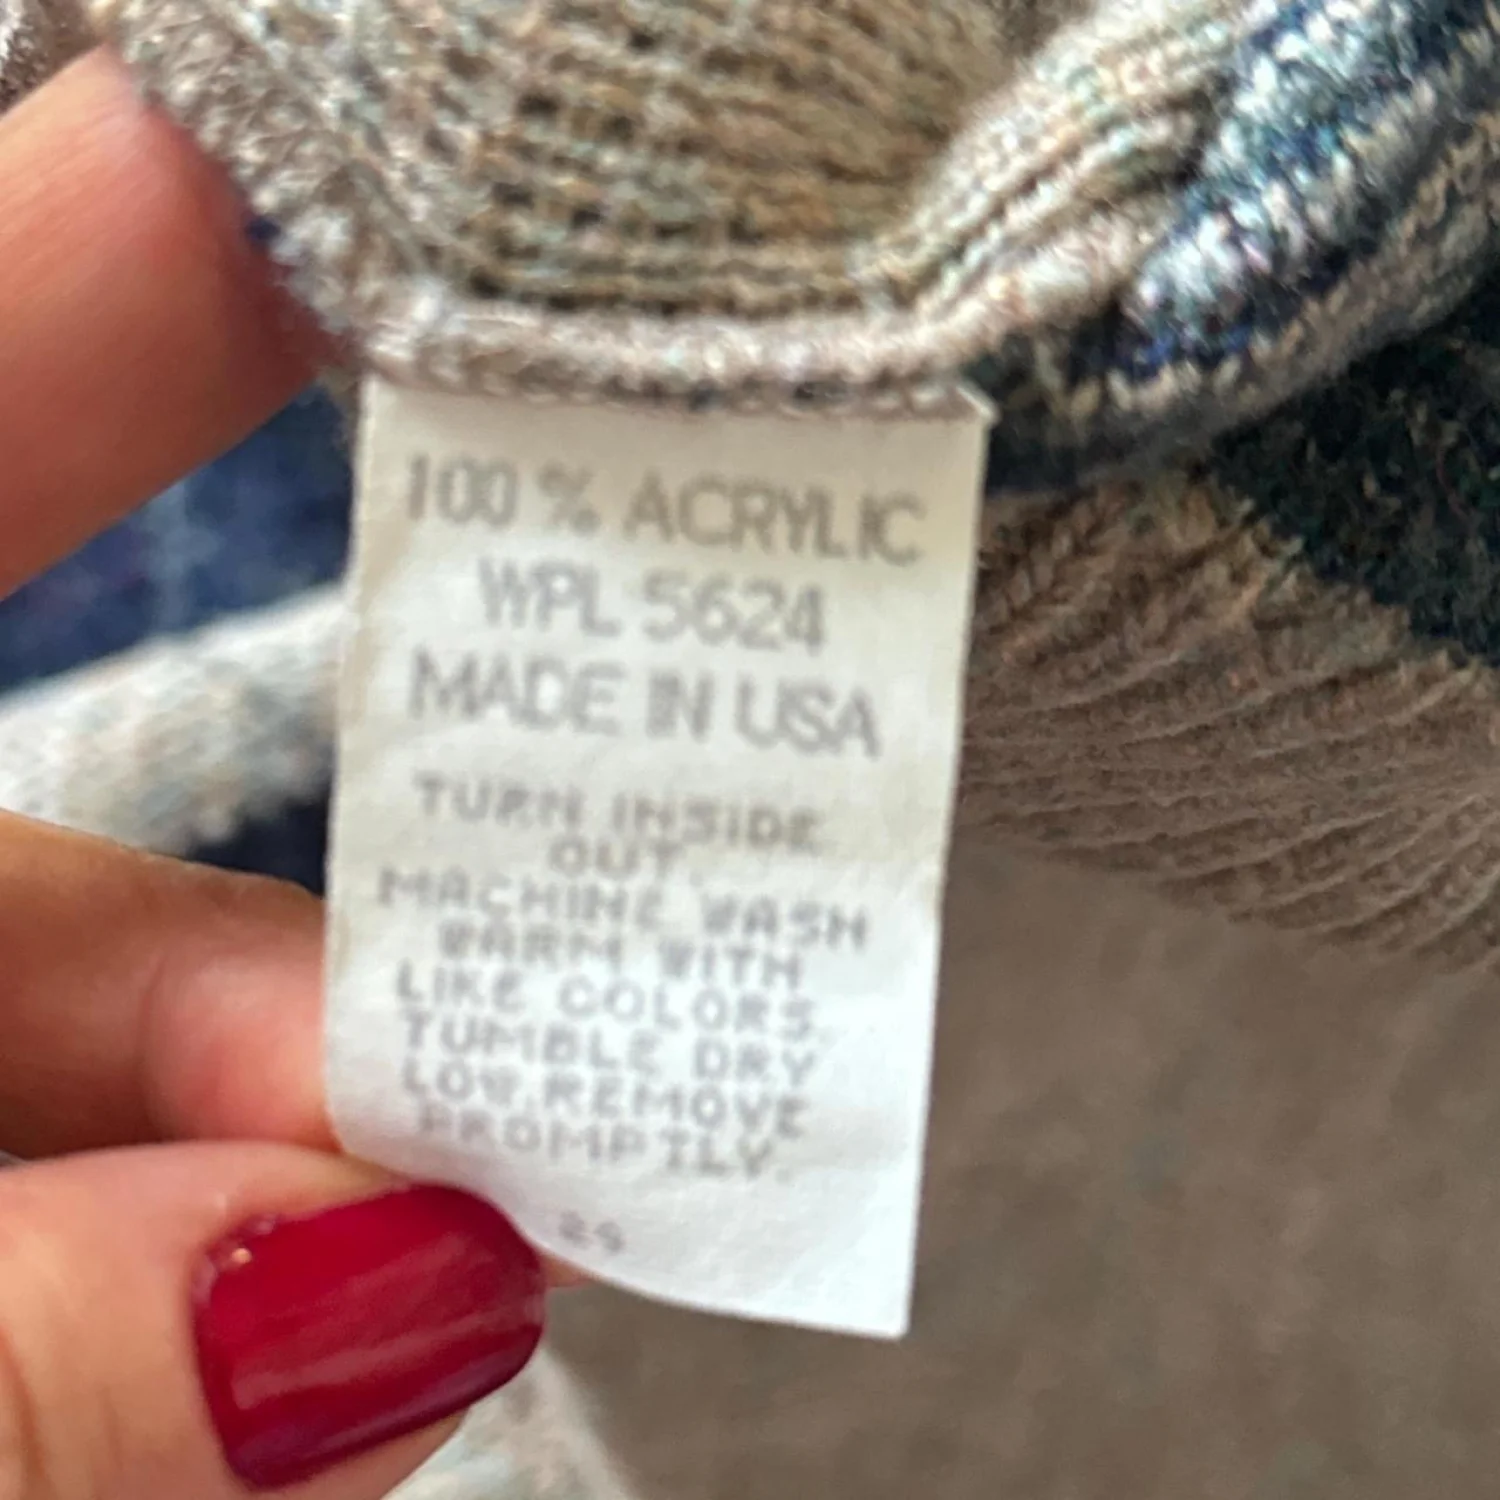 100 % ACRYLIC
WPL 5624
MADE IN USA
TURN INSIDE
OUT.
MACHINE WASH
WARM WITH
LIKE COLORS.
TUMBLE DRY
LOW.REMOVE
PROMPTLY.
29